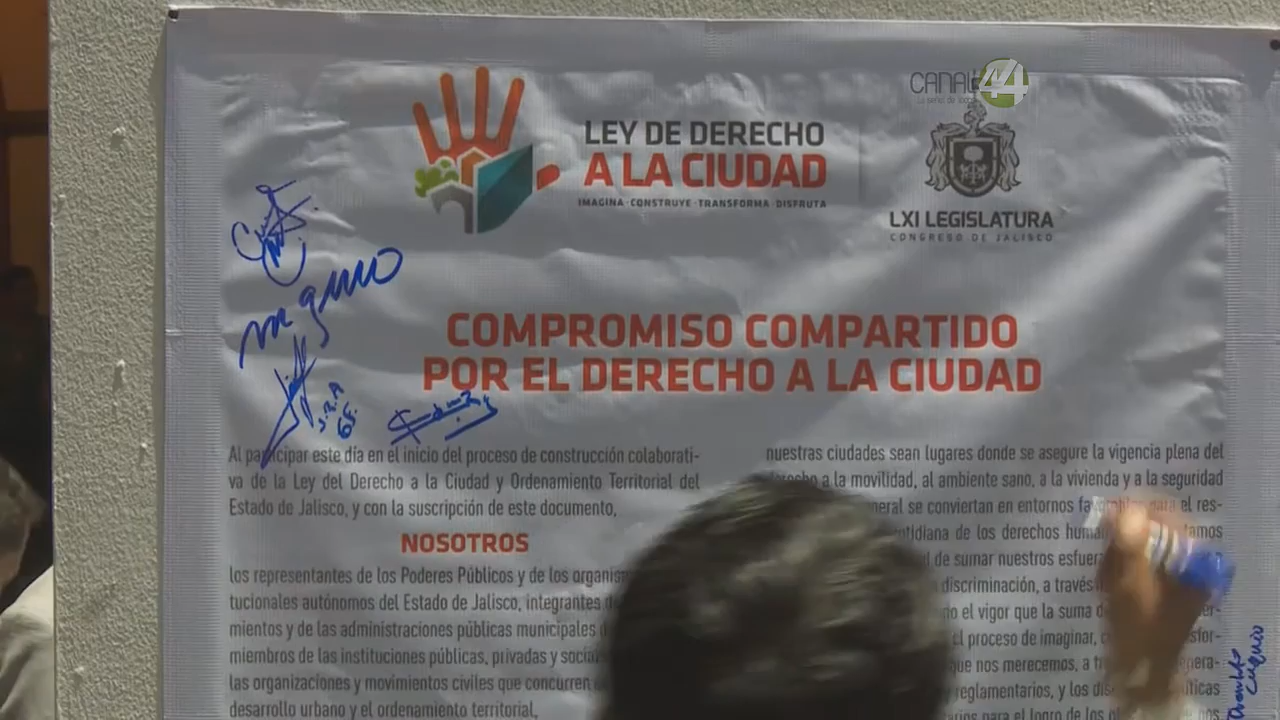 CANAL 44
LEY DE DERECHO
A LA CIUDAD
IMAGINA · CONSTRUYE · TRANSFORMA · DISFRUTA
LXI LEGISLATURA
CONGRESO DE JALISCO
COMPROMISO COMPARTIDO
POR EL DERECHO A LA CIUDAD
Al participar este día en el inicio del proceso de construcción colaborati-
va de la Ley del Derecho a la Ciudad y Ordenamiento Territorial del
Estado de Jalisco, y con la suscripción de este documento,
NOSOTROS
los representantes de los Poderes Públicos y de los
tucionales autónomos del Estado de Jalisco, integrantes
mientos y de las administraciones públicas municipales
miembros de las instituciones públicas, privadas y
las organizaciones y movimientos civiles que concurren
desarrollo urbano y el ordenamiento territorial,
nuestras ciudades sean lugares donde se asegure la vigencia plena del
a la movilidad, al ambiente sano, a la vivienda y a la seguridad
se conviertan en entornos el res-
de los derechos
de sumar nuestros
discriminación, a través
el vigor que la suma
el proceso de imaginar,
que nos merecemos, a
reglamentarios, y los
para el logro de los